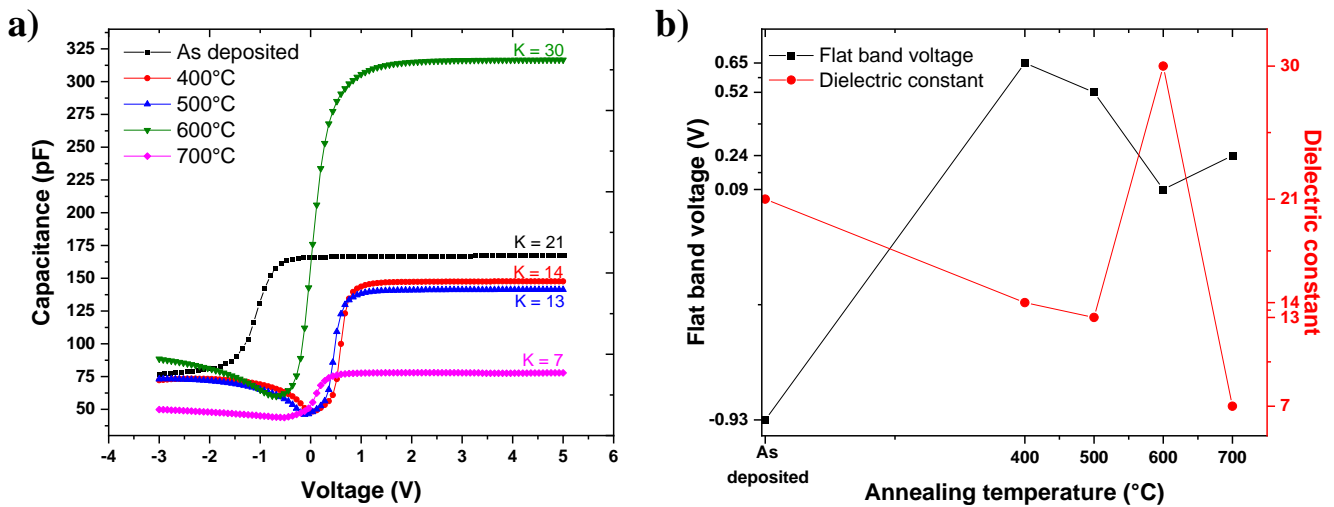 a)
As deposited
400°C
500°C
600°C
700°C
K = 30
K = 21
K = 14
K = 13
K = 7
325
300
275
250
225
200
175
150
125
100
75
50
Capacitance (pF)
-4 -3 -2 -1 0 1 2 3 4 5 6
Voltage (V)
b)
Flat band voltage
Dielectric constant
0.65
0.52
0.24
0.09
-0.93
Flat band voltage (V)
30
21
14
13
7
Dielectric constant
As
deposited
400 500 600 700
Annealing temperature (°C)